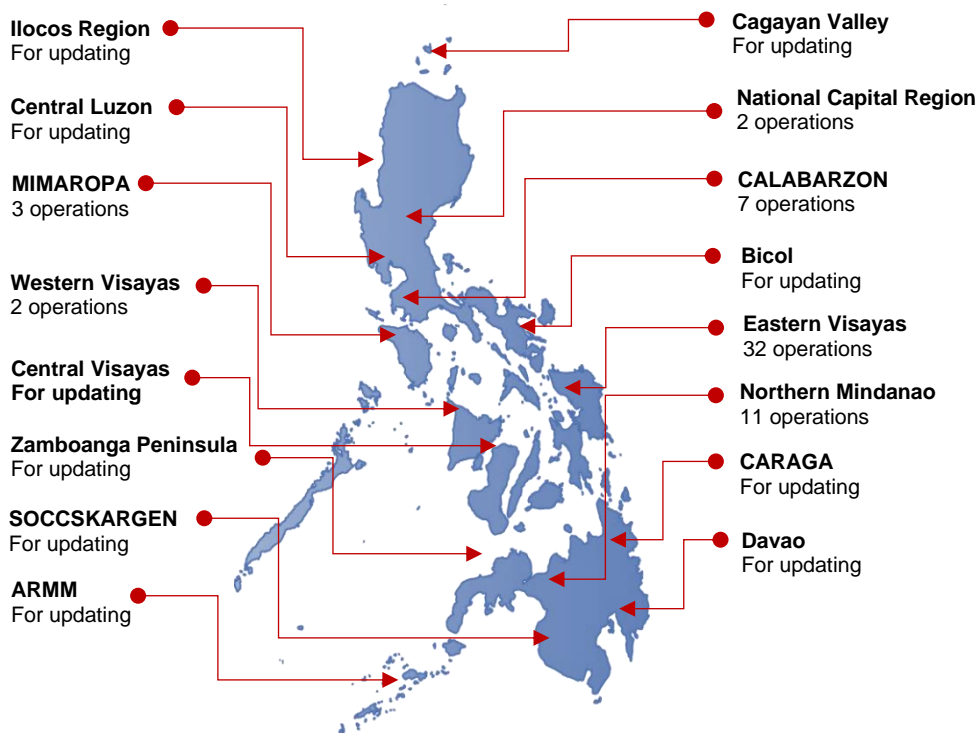 Ilocos Region
For updating
Central Luzon
For updating
MIMAROPA
3 operations
Western Visayas
2 operations
Central Visayas
For updating
Zamboanga Peninsula
For updating
SOCCSKARGEN
For updating
ARMM
For updating
Cagayan Valley
For updating
National Capital Region
2 operations
CALABARZON
7 operations
Bicol
For updating
Eastern Visayas
32 operations
Northern Mindanao
11 operations
CARAGA
For updating
Davao
For updating